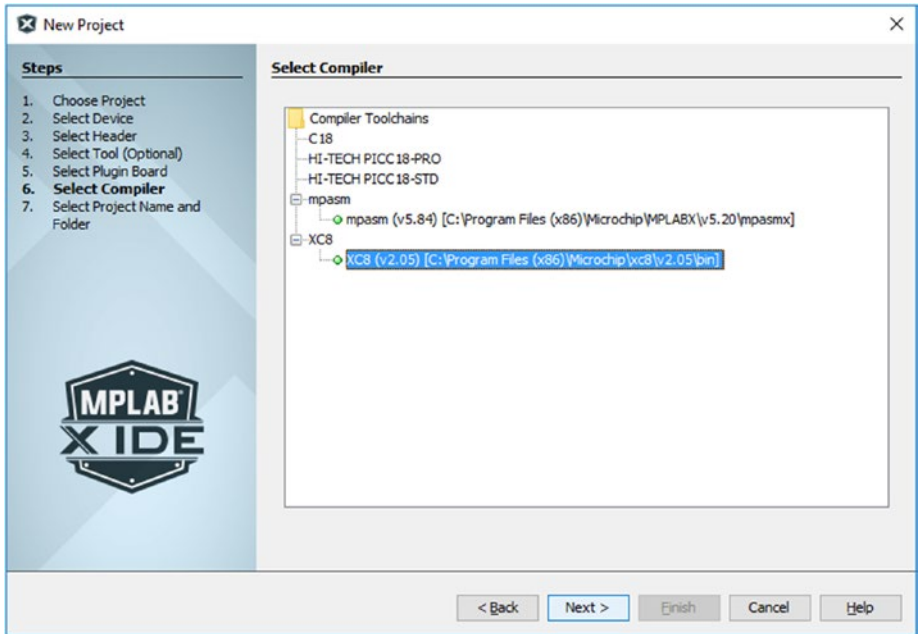 New Project
Steps
1. Choose Project
2. Select Device
3. Select Header
4. Select Tool (Optional)
5. Select Plugin Board
6. Select Compiler
7. Select Project Name and
Folder
MPLAB
X IDE
Select Compiler
Compiler Toolchains
C18
HI-TECH PICC18-PRO
HI-TECH PICC18-STD
mpasm
mpasm (v5.84) [C:\Program Files (x86)\Microchip\MPLABX\v5.20\mpasmx]
XC8
XC8 (v2.05) [C:\Program Files (x86)\Microchip\xc8\v2.05\bin]
< Back
Next >
Finish
Cancel
Help